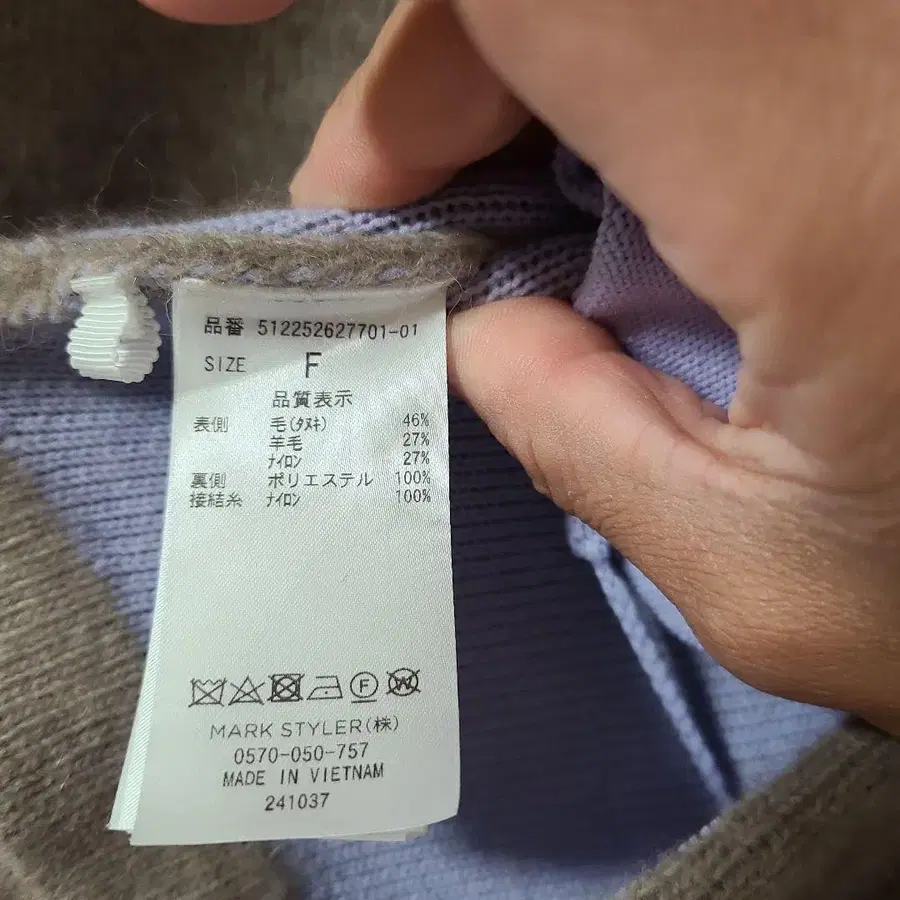 品番 512252627701-01
SIZE F
品質表示
表側 毛(ﾀﾇｷ) 46%
羊毛 27%
ﾅｲﾛﾝ 27%
裏側 ポリエステル 100%
接結糸 ﾅｲﾛﾝ 100%
F W
MARK STYLER(株)
0570-050-757
MADE IN VIETNAM
241037